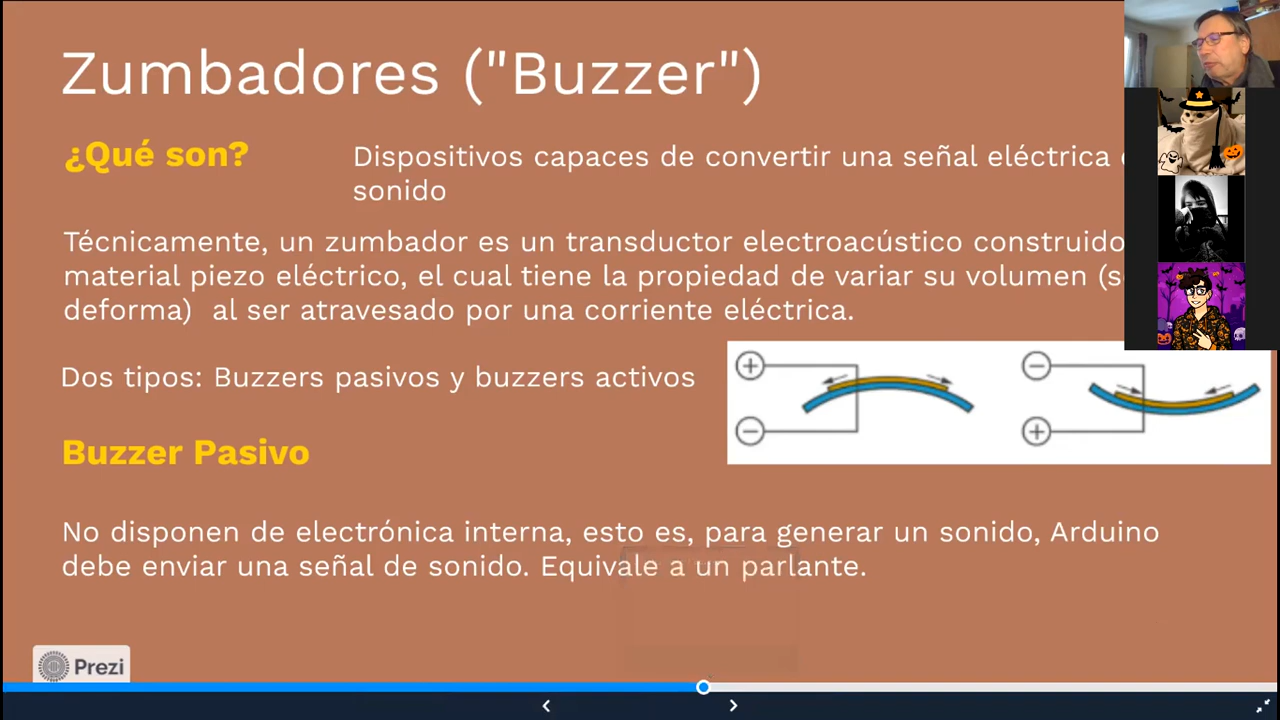 Zumbadores ("Buzzer")
¿Qué son?
Dispositivos capaces de convertir una señal eléctrica
sonido
Técnicamente, un zumbador es un transductor electroacústico construido
material piezo eléctrico, el cual tiene la propiedad de variar su volumen
deforma) al ser atravesado por una corriente eléctrica.
Dos tipos: Buzzers pasivos y buzzers activos
+
−
−
+
Buzzer Pasivo
No disponen de electrónica interna, esto es, para generar un sonido, Arduino
debe enviar una señal de sonido. Equivale a un parlante.
Prezi